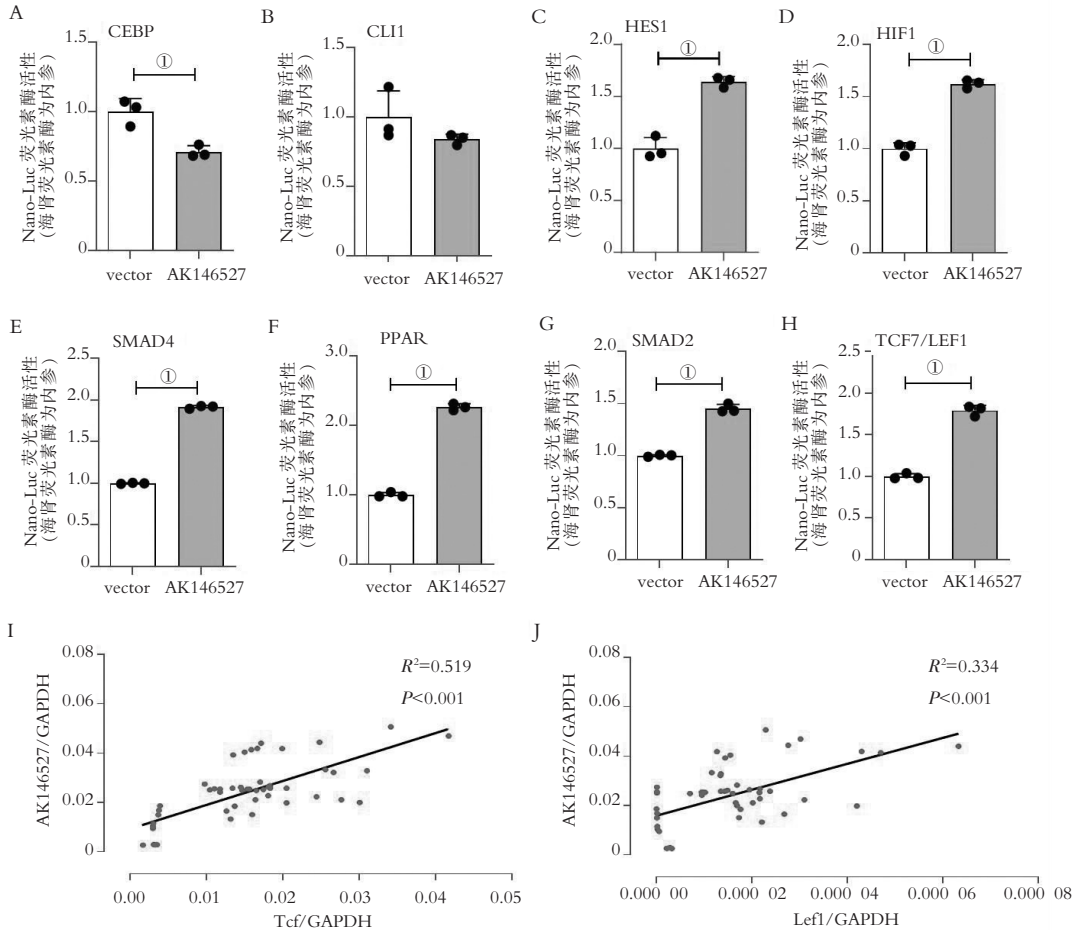 A
CEBP
Nano-Luc 荧光素酶活性
(海肾荧光素酶为内参)
1.5
1.0
0.5
0
①
vector
AK146527
B
CLI1
Nano-Luc 荧光素酶活性
(海肾荧光素酶为内参)
1.5
1.0
0.5
0
vector
AK146527
C
HES1
Nano-Luc 荧光素酶活性
(海肾荧光素酶为内参)
2.0
1.5
1.0
0.5
0
①
vector
AK146527
D
HIF1
Nano-Luc 荧光素酶活性
(海肾荧光素酶为内参)
2.0
1.5
1.0
0.5
0
①
vector
AK146527
E
SMAD4
Nano-Luc 荧光素酶活性
(海肾荧光素酶为内参)
2.5
2.0
1.5
1.0
0.5
0
①
vector
AK146527
F
PPAR
Nano-Luc 荧光素酶活性
(海肾荧光素酶为内参)
3.0
2.0
1.0
0
①
vector
AK146527
G
SMAD2
Nano-Luc 荧光素酶活性
(海肾荧光素酶为内参)
2.0
1.5
1.0
0.5
0
①
vector
AK146527
H
TCF7/LEF1
Nano-Luc 荧光素酶活性
(海肾荧光素酶为内参)
2.5
2.0
1.5
1.0
0.5
0
①
vector
AK146527
I
AK146527/GAPDH
0.08
0.06
0.04
0.02
0
R²=0.519
P<0.001
0.00 0.01 0.02 0.03 0.04 0.05
Tcf/GAPDH
J
AK146527/GAPDH
0.08
0.06
0.04
0.02
0
R²=0.334
P<0.001
0.000 00 0.000 02 0.000 04 0.000 06 0.000 08
Lef1/GAPDH